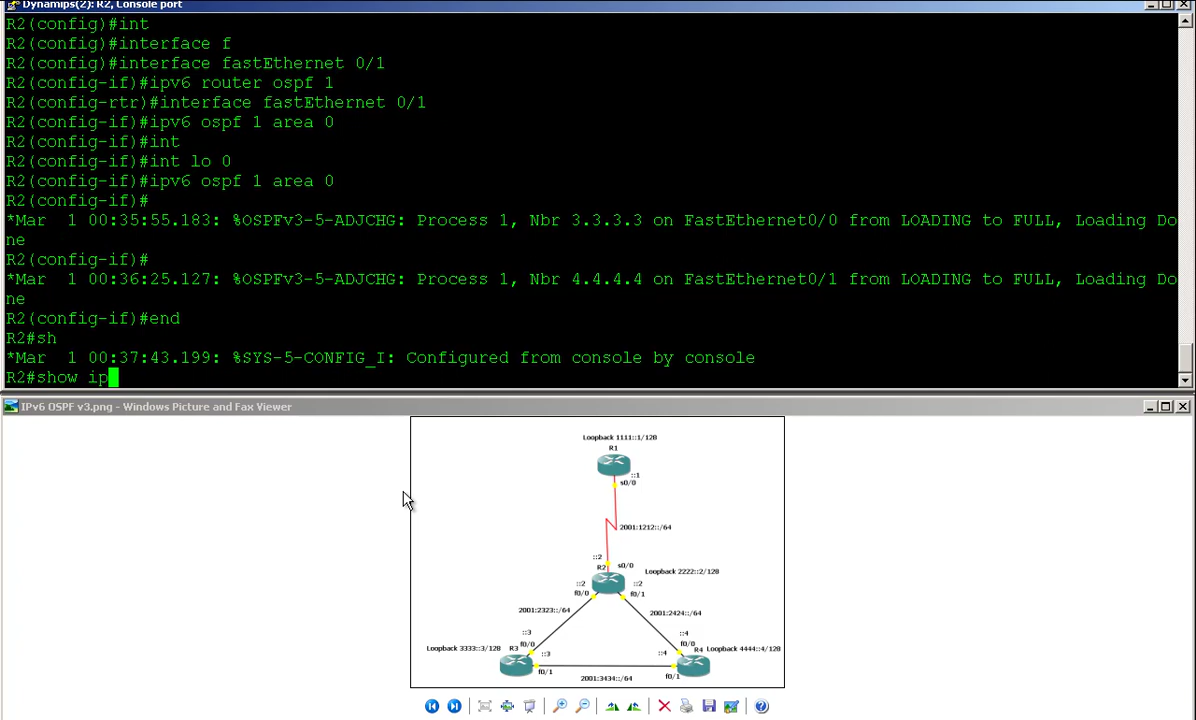 Dynamips(2): R2, Console port
R2(config)#int
R2(config)#interface f
R2(config)#interface fastEthernet 0/1
R2(config-if)#ipv6 router ospf 1
R2(config-rtr)#interface fastEthernet 0/1
R2(config-if)#ipv6 ospf 1 area 0
R2(config-if)#int
R2(config-if)#int lo 0
R2(config-if)#ipv6 ospf 1 area 0
R2(config-if)#
*Mar  1 00:35:55.183: %OSPFv3-5-ADJCHG: Process 1, Nbr 3.3.3.3 on FastEthernet0/0 from LOADING to FULL, Loading Do
ne
R2(config-if)#
*Mar  1 00:36:25.127: %OSPFv3-5-ADJCHG: Process 1, Nbr 4.4.4.4 on FastEthernet0/1 from LOADING to FULL, Loading Do
ne
R2(config-if)#end
R2#sh
*Mar  1 00:37:43.199: %SYS-5-CONFIG_I: Configured from console by console
R2#show ip
IPv6 OSPF v3.png - Windows Picture and Fax Viewer
Loopback 1111::1/128
R1
::1
s0/0
2001:1212::/64
::2
R2
s0/0
Loopback 2222::2/128
::2
f0/0
::2
f0/1
2001:2323::/64
2001:2424::/64
::3
f0/0
::4
f0/0
Loopback 3333::3/128
R3
::3
::4
R4
Loopback 4444::4/128
f0/1
f0/1
2001:3434::/64